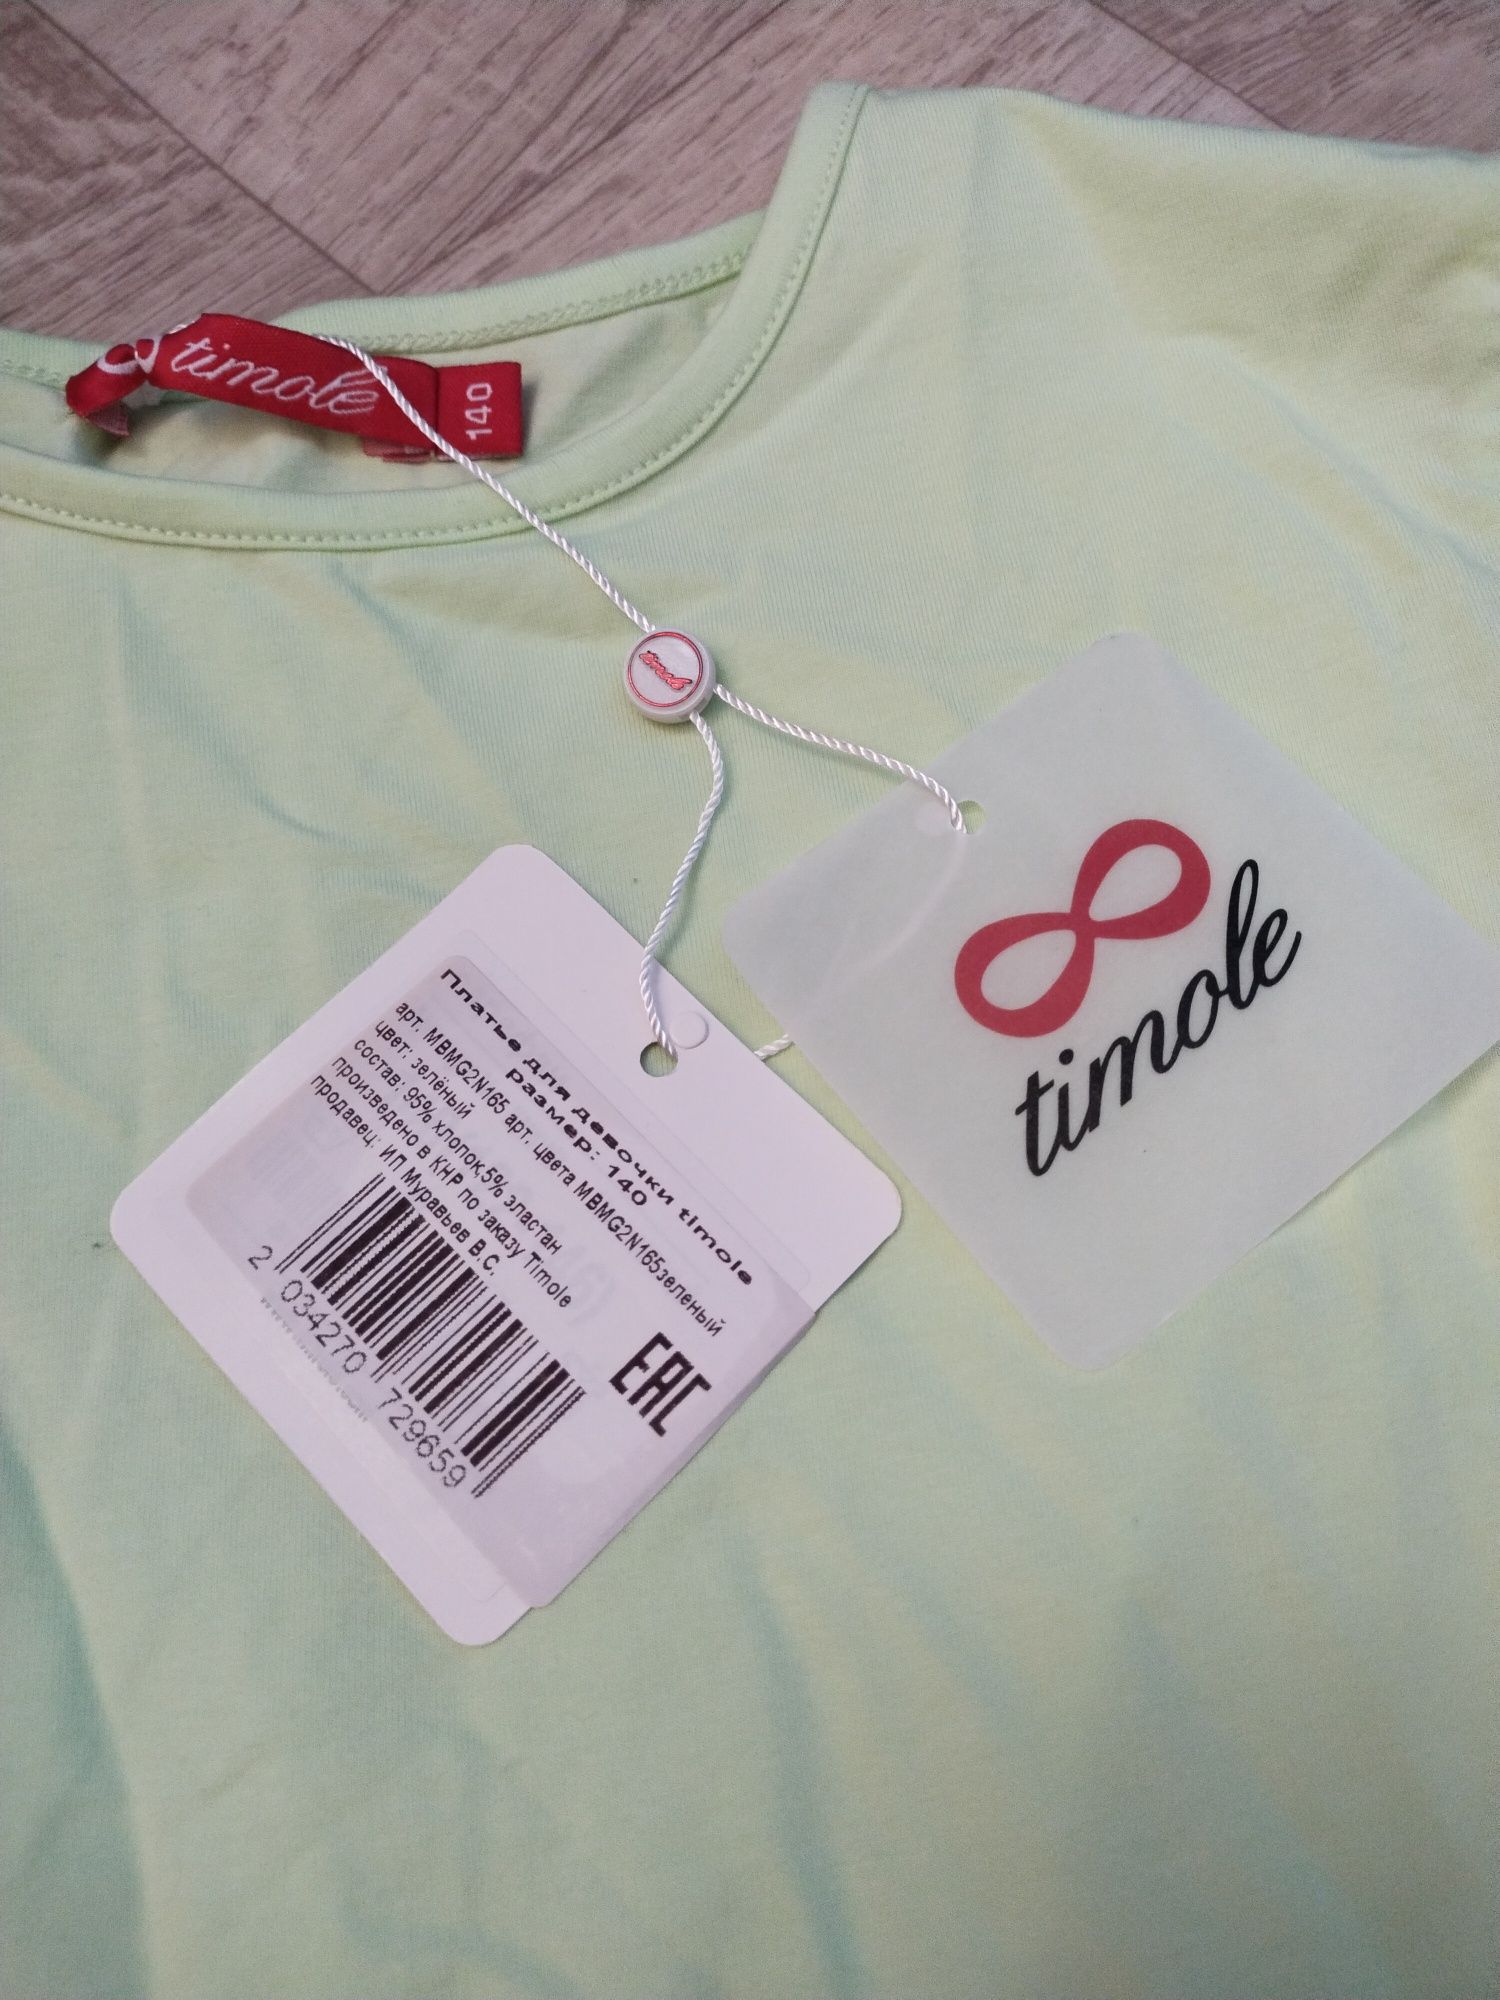 timole
140
timole
timole
Платье для девочки timole
размер: 140
арт. MBMG2N165 арт. цвета MBMG2N165зеленый
цвет: зелёный
состав: 95% хлопок,5% эластан
произведено в КНР по заказу Timole
продавец: ИП Муравьев В.С.
2 034270 729659
EAC